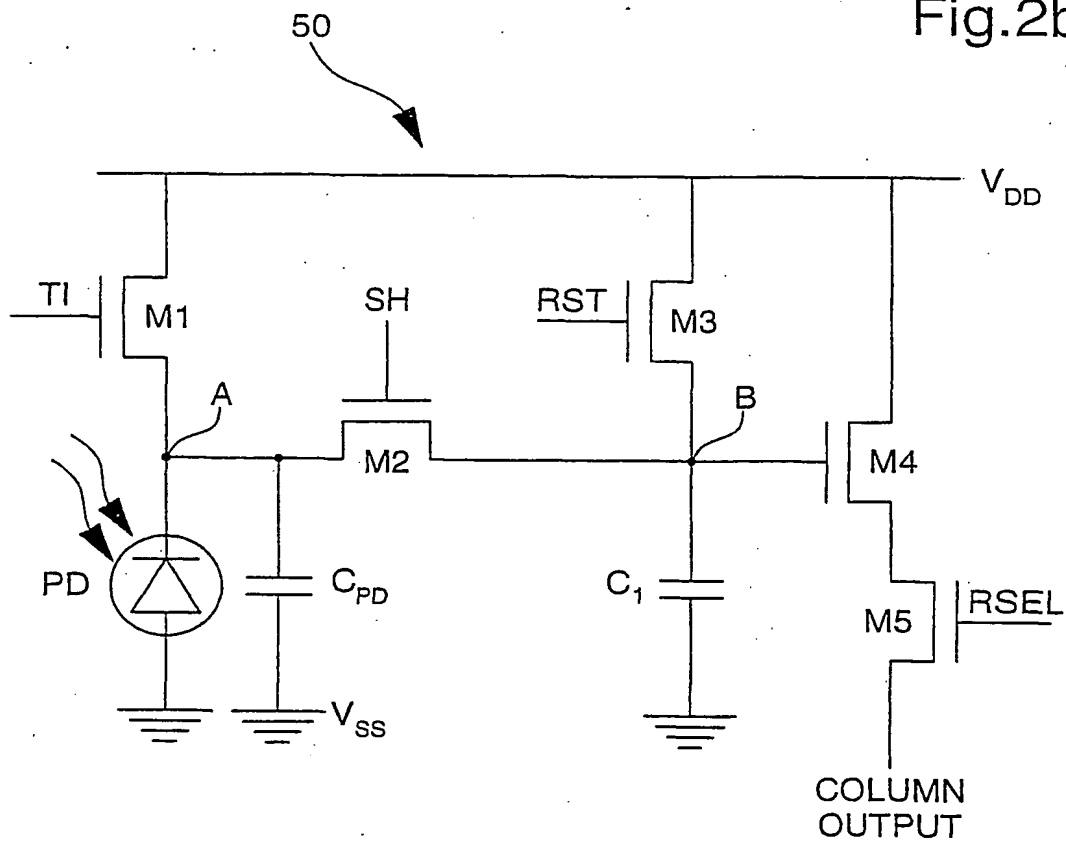 50
Fig.2b
V_DD
TI
M1
SH
RST
M3
A
B
M2
M4
PD
C_PD
C_1
M5
RSEL
V_SS
COLUMN
OUTPUT